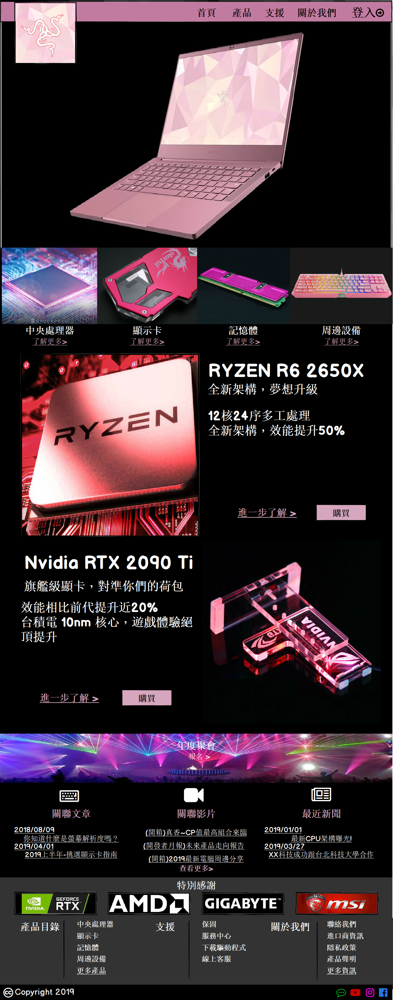 首頁 產品 支援 關於我們 登入
RAZER
colorful
中央處理器 顯示卡 記憶體 周邊設備
了解更多> 了解更多> 了解更多> 了解更多>
RYZEN
RYZEN R6 2650X
全新架構，夢想升級
12核24序多工處理
全新架構，效能提升50%
進一步了解 > 購買
Nvidia RTX 2090 Ti
旗艦級顯卡，對準你們的荷包
效能相比前代提升近20%
台積電 10nm 核心，遊戲體驗絕
頂提升
NVIDIA
NVIDIA
進一步了解 > 購買
年度聚會
報名 >
關聯文章 關聯影片 最近新聞
2018/08/09
你知道什麼是螢幕解析度嗎？
2019/04/01
2019上半年-挑選顯示卡指南
(開箱)真香~CP值最高組合來臨
(開發者月報)未來產品走向報告
(開箱)2019最新電腦周邊分享
查看更多>
2019/01/01
最新CPU架構曝光!
2019/03/27
XX科技成功跟台北科技大學合作
特別感謝
NVIDIA. GEFORCE RTX™ AMD GIGABYTE™ msi
產品目錄
中央處理器
顯示卡
記憶體
周邊設備
更多產品
支援
保固
服務中心
下載驅動程式
線上客服
關於我們
聯絡我們
進口商資訊
隱私政策
產品聲明
更多資訊
cc Copyright 2019